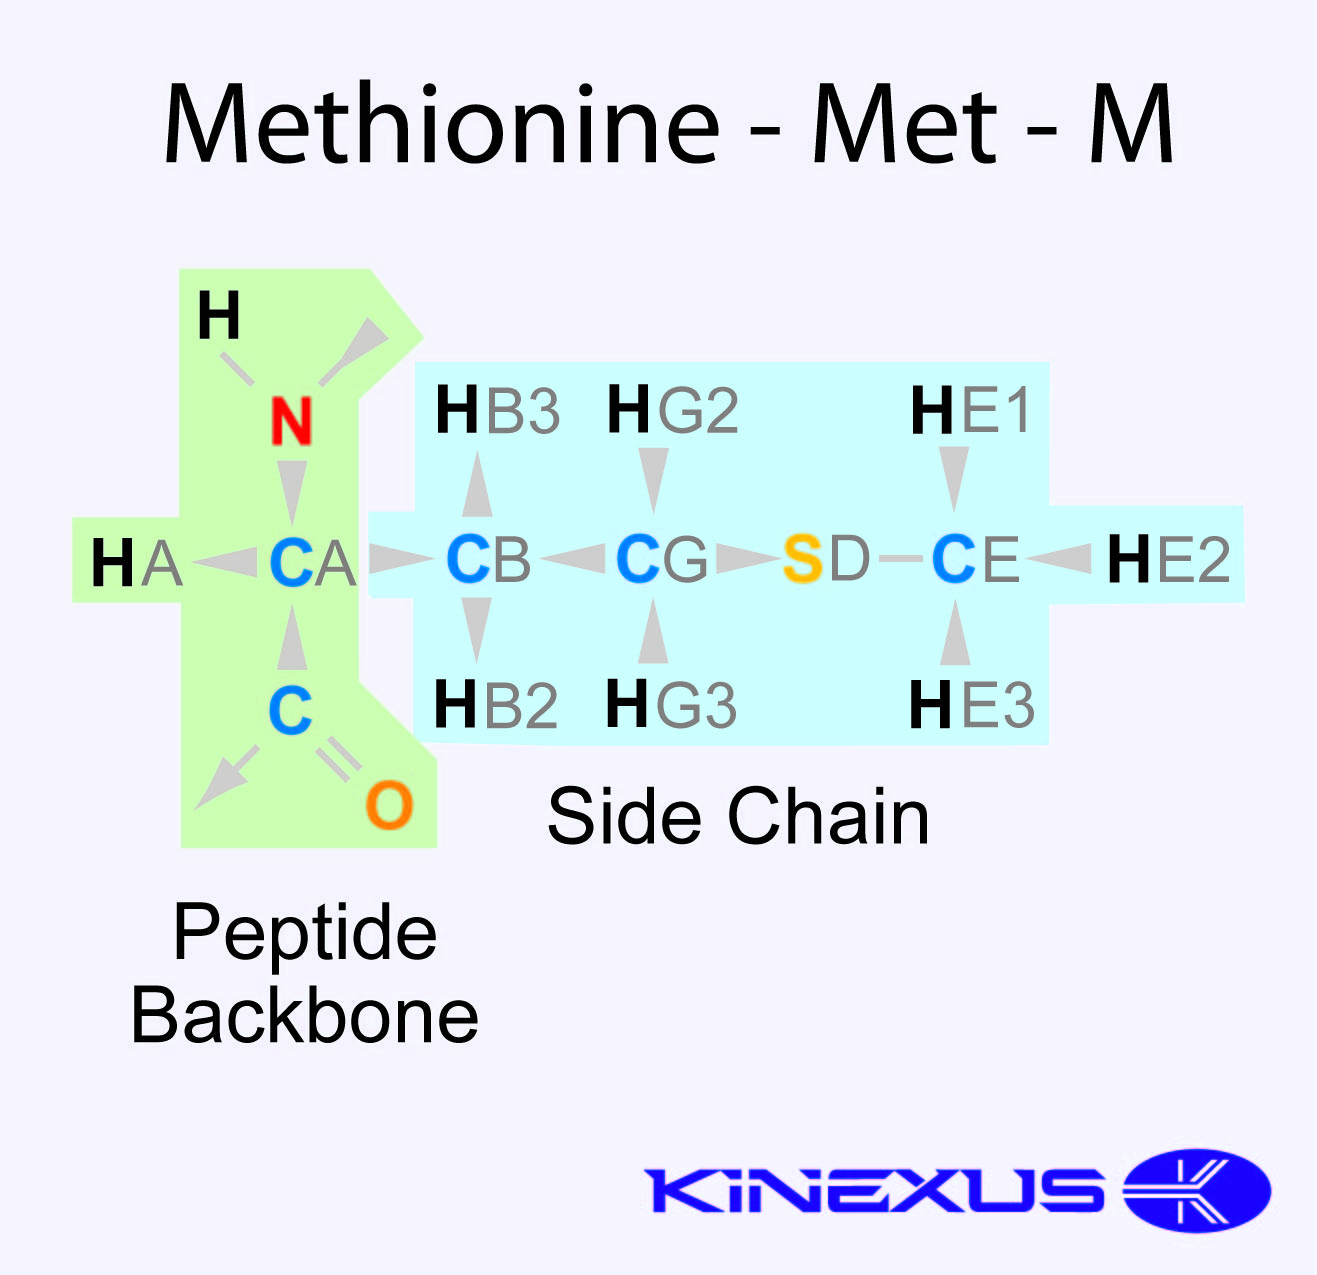 Methionine - Met - M
H
N
HB3 HG2 HE1
HA CA CB CG SD CE HE2
C
HB2 HG3 HE3
O
Side Chain
Peptide
Backbone
KiNEXUS